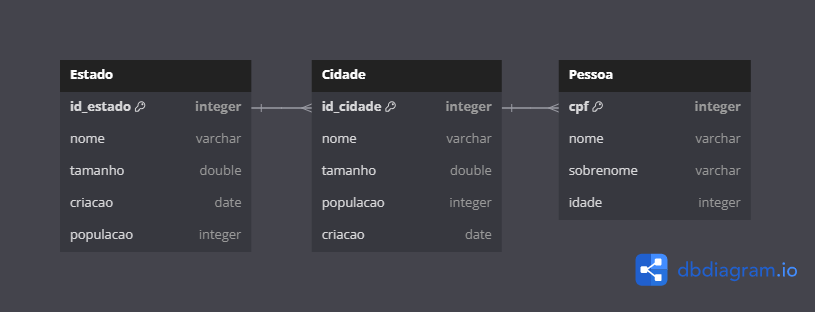 Estado
id_estado integer
nome varchar
tamanho double
criacao date
populacao integer
Cidade
id_cidade integer
nome varchar
tamanho double
populacao integer
criacao date
Pessoa
cpf integer
nome varchar
sobrenome varchar
idade integer
dbdiagram.io